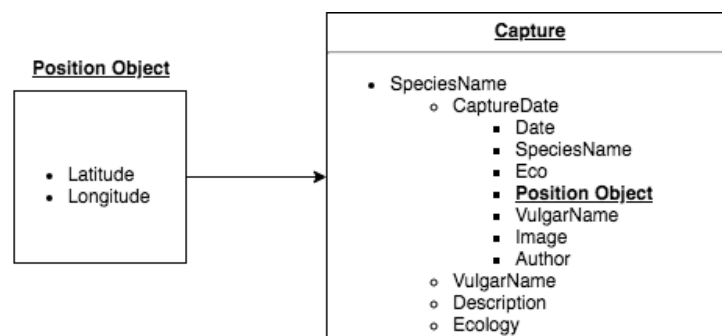 Position Object
Latitude
Longitude
Capture
SpeciesName
CaptureDate
Date
SpeciesName
Eco
Position Object
VulgarName
Image
Author
VulgarName
Description
Ecology